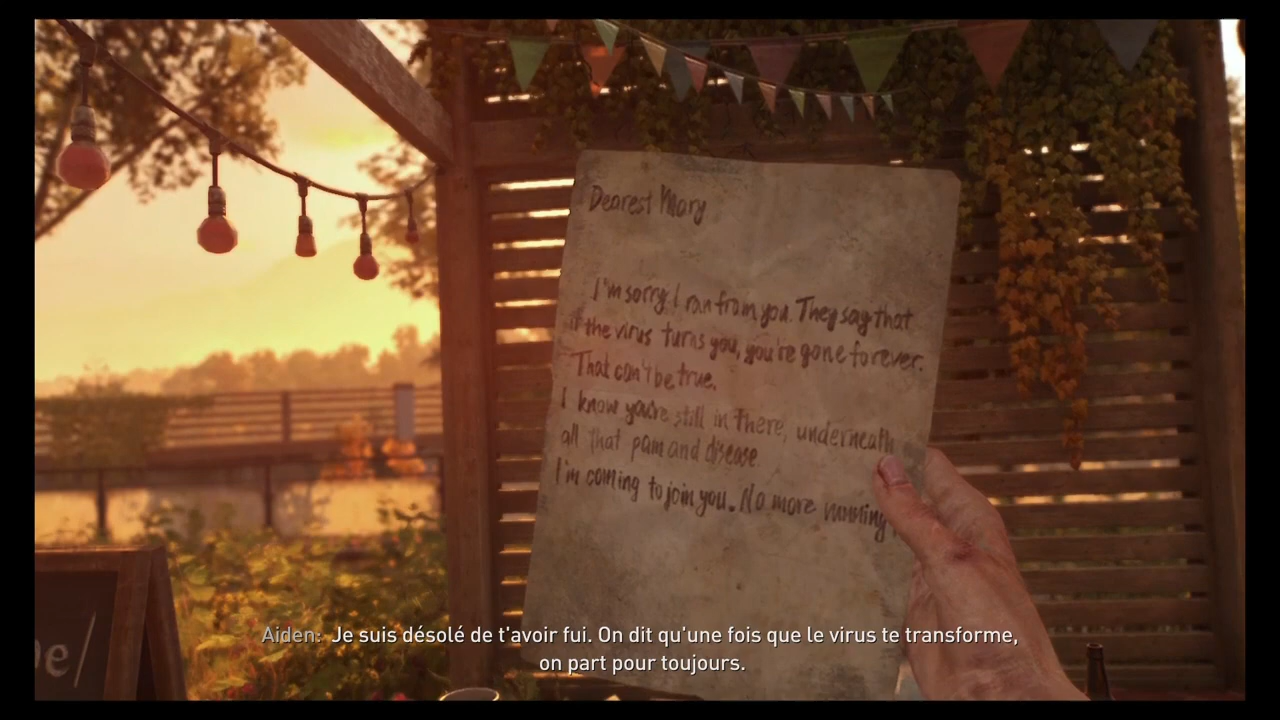 Dearest Mary
I'm sorry I ran from you. They say that
if the virus turns you, you're gone forever.
That can't be true.
I know you're still in there, underneath
all that pain and disease.
I'm coming to join you. No more running
Aiden: Je suis désolé de t'avoir fui. On dit qu'une fois que le virus te transforme,
on part pour toujours.